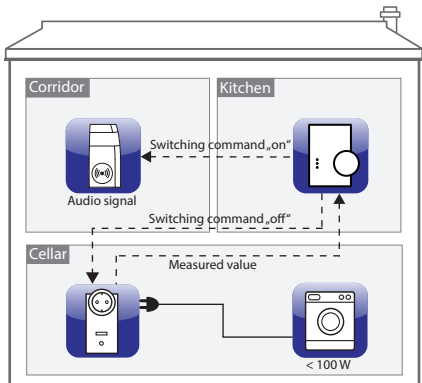 Corridor
Kitchen
Switching command „on“
Audio signal
Switching command „off“
Cellar
Measured value
< 100 W